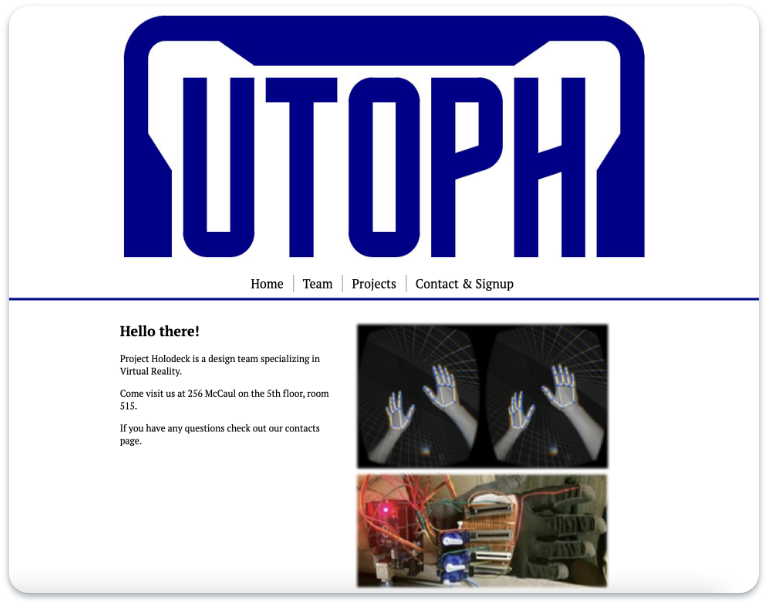 UTOPH
Home
Team
Projects
Contact & Signup
Hello there!
Project Holodeck is a design team specializing in
Virtual Reality.
Come visit us at 256 McCaul on the 5th floor, room
515.
If you have any questions check out our contacts
page.